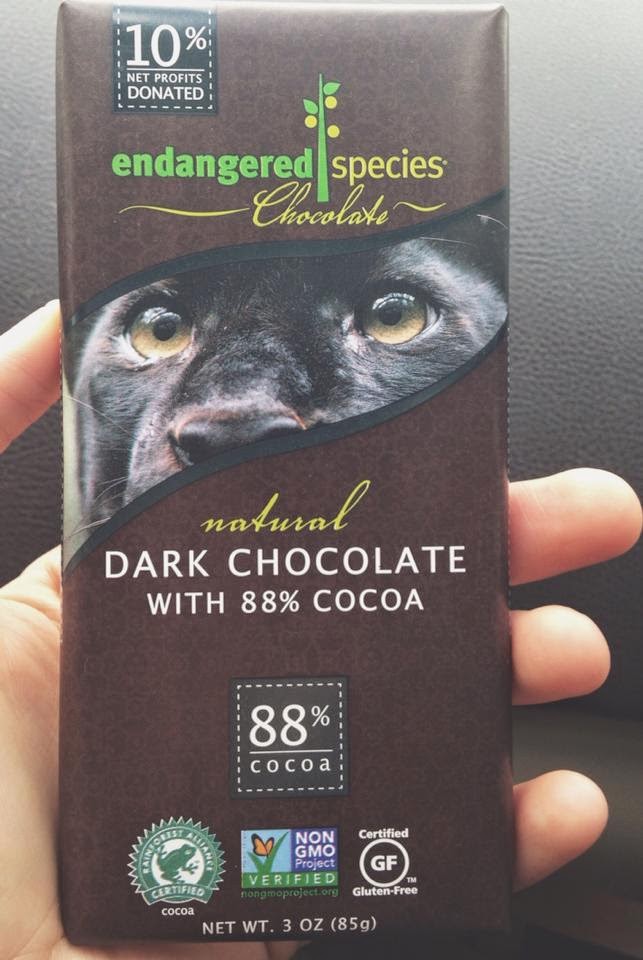 10%
NET PROFITS
DONATED
endangered species
Chocolate
natural
DARK CHOCOLATE
WITH 88% COCOA
88%
cocoa
RAINFOREST ALLIANCE
CERTIFIED
cocoa
NON
GMO
Project
VERIFIED
nongmoproject.org
Certified
GF
TM
Gluten-Free
NET WT. 3 OZ (85g)